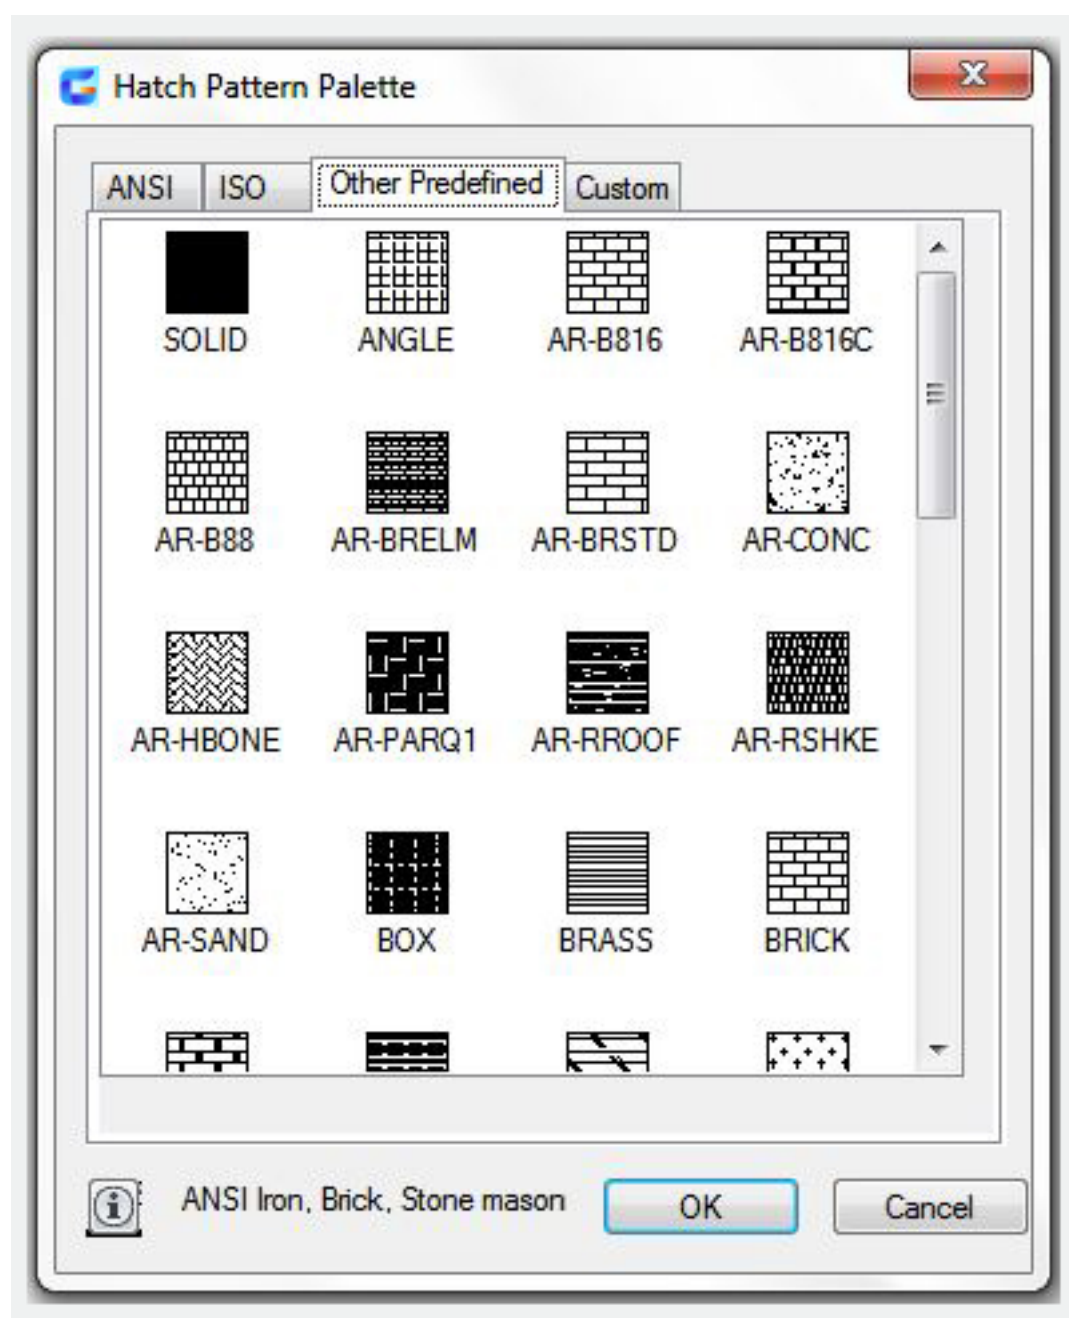 Hatch Pattern Palette
ANSI ISO Other Predefined Custom
SOLID ANGLE AR-B816 AR-B816C
AR-B88 AR-BRELM AR-BRSTD AR-CONC
AR-HBONE AR-PARQ1 AR-RROOF AR-RSHKE
AR-SAND BOX BRASS BRICK
ANSI Iron, Brick, Stone mason OK Cancel